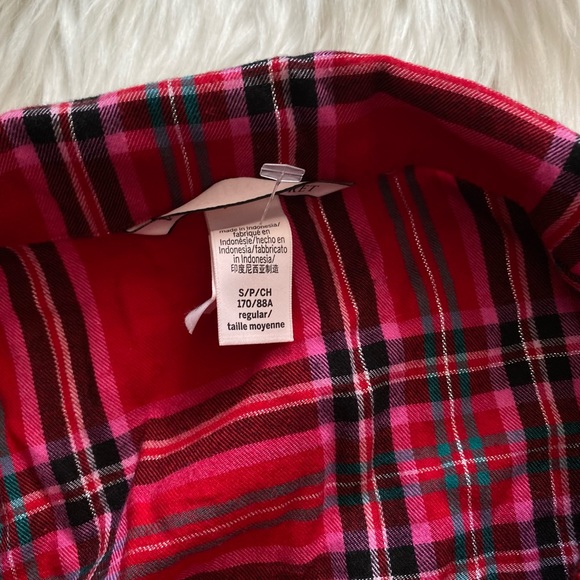 made in Indonesia/
fabriqué en
Indonésie/hecho en
Indonesia/fabbricato
in Indonesia/
印度尼西亚制造
S/P/CH
170/88A
regular/
taille moyenne